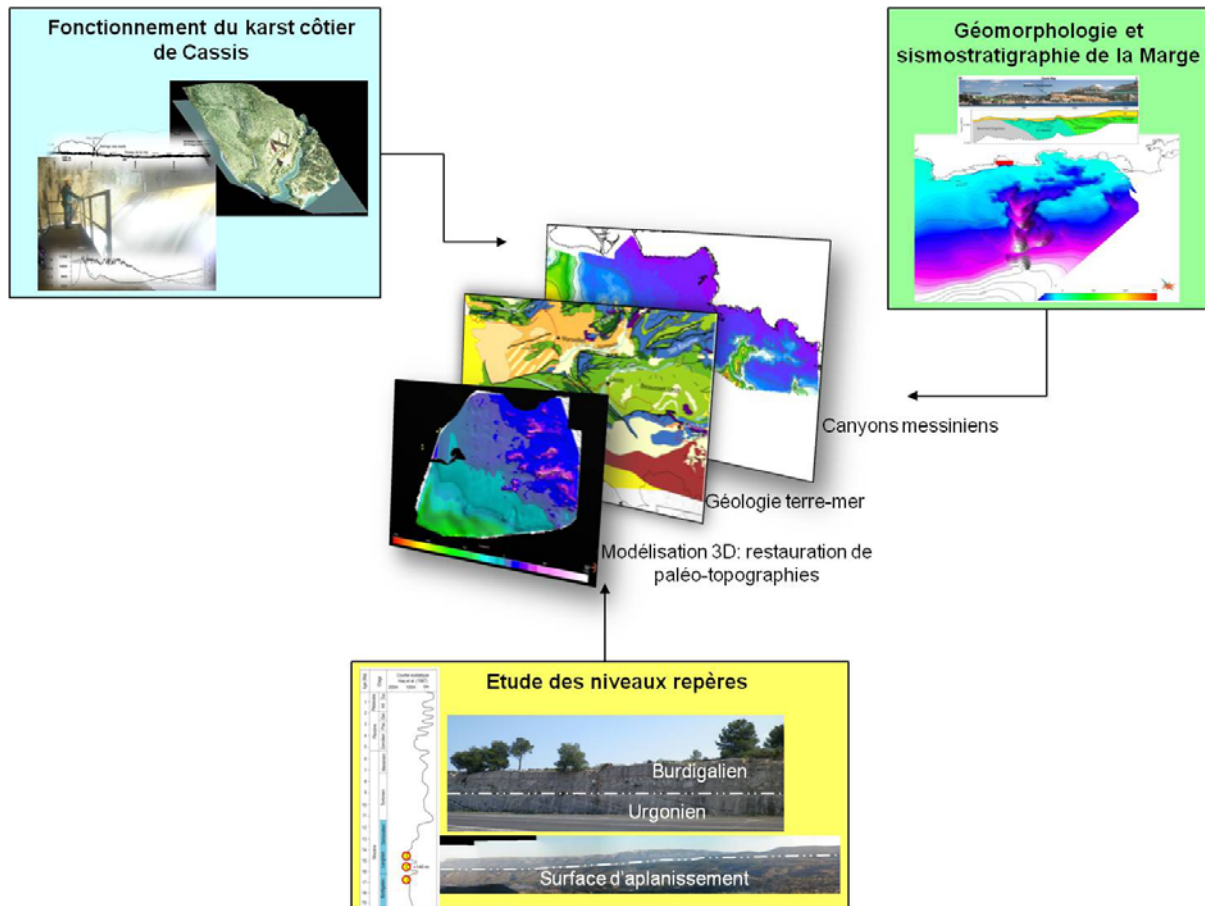 Fonctionnement du karst côtier
de Cassis
Géomorphologie et
sismostratigraphie de la Marge
Canyons messiniens
Géologie terre-mer
Modélisation 3D: restauration de
paléo-topographies
Etude des niveaux repères
Burdigalien
Urgonien
Surface d'aplanissement